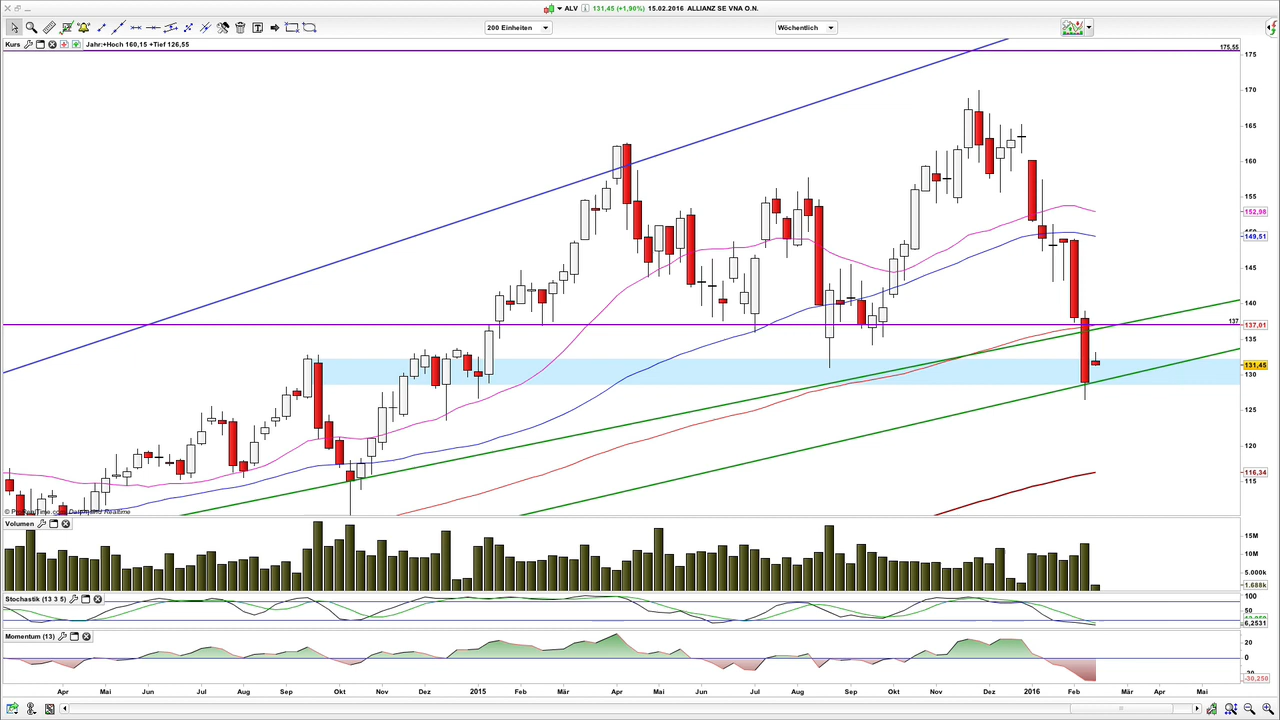 ALV 131,45 (+1,90%) 15.02.2016 ALLIANZ SE VNA O.N.
200 Einheiten
Wöchentlich
Kurs
Jahr:+Hoch 160,15 +Tief 126,55
175,55
175
170
165
160
155
152,98
149,51
145
140
137
137,01
135
131,45
130
125
120
116,34
115
Volumen
15M
10M
5.000k
1.688k
Stochastik (13 3 5)
100
50
6,2531
Momentum (13)
20
0
-30,250
Apr Mai Jun Jul Aug Sep Okt Nov Dez 2015 Feb Mär Apr Mai Jun Jul Aug Sep Okt Nov Dez 2016 Feb Mär Apr Mai